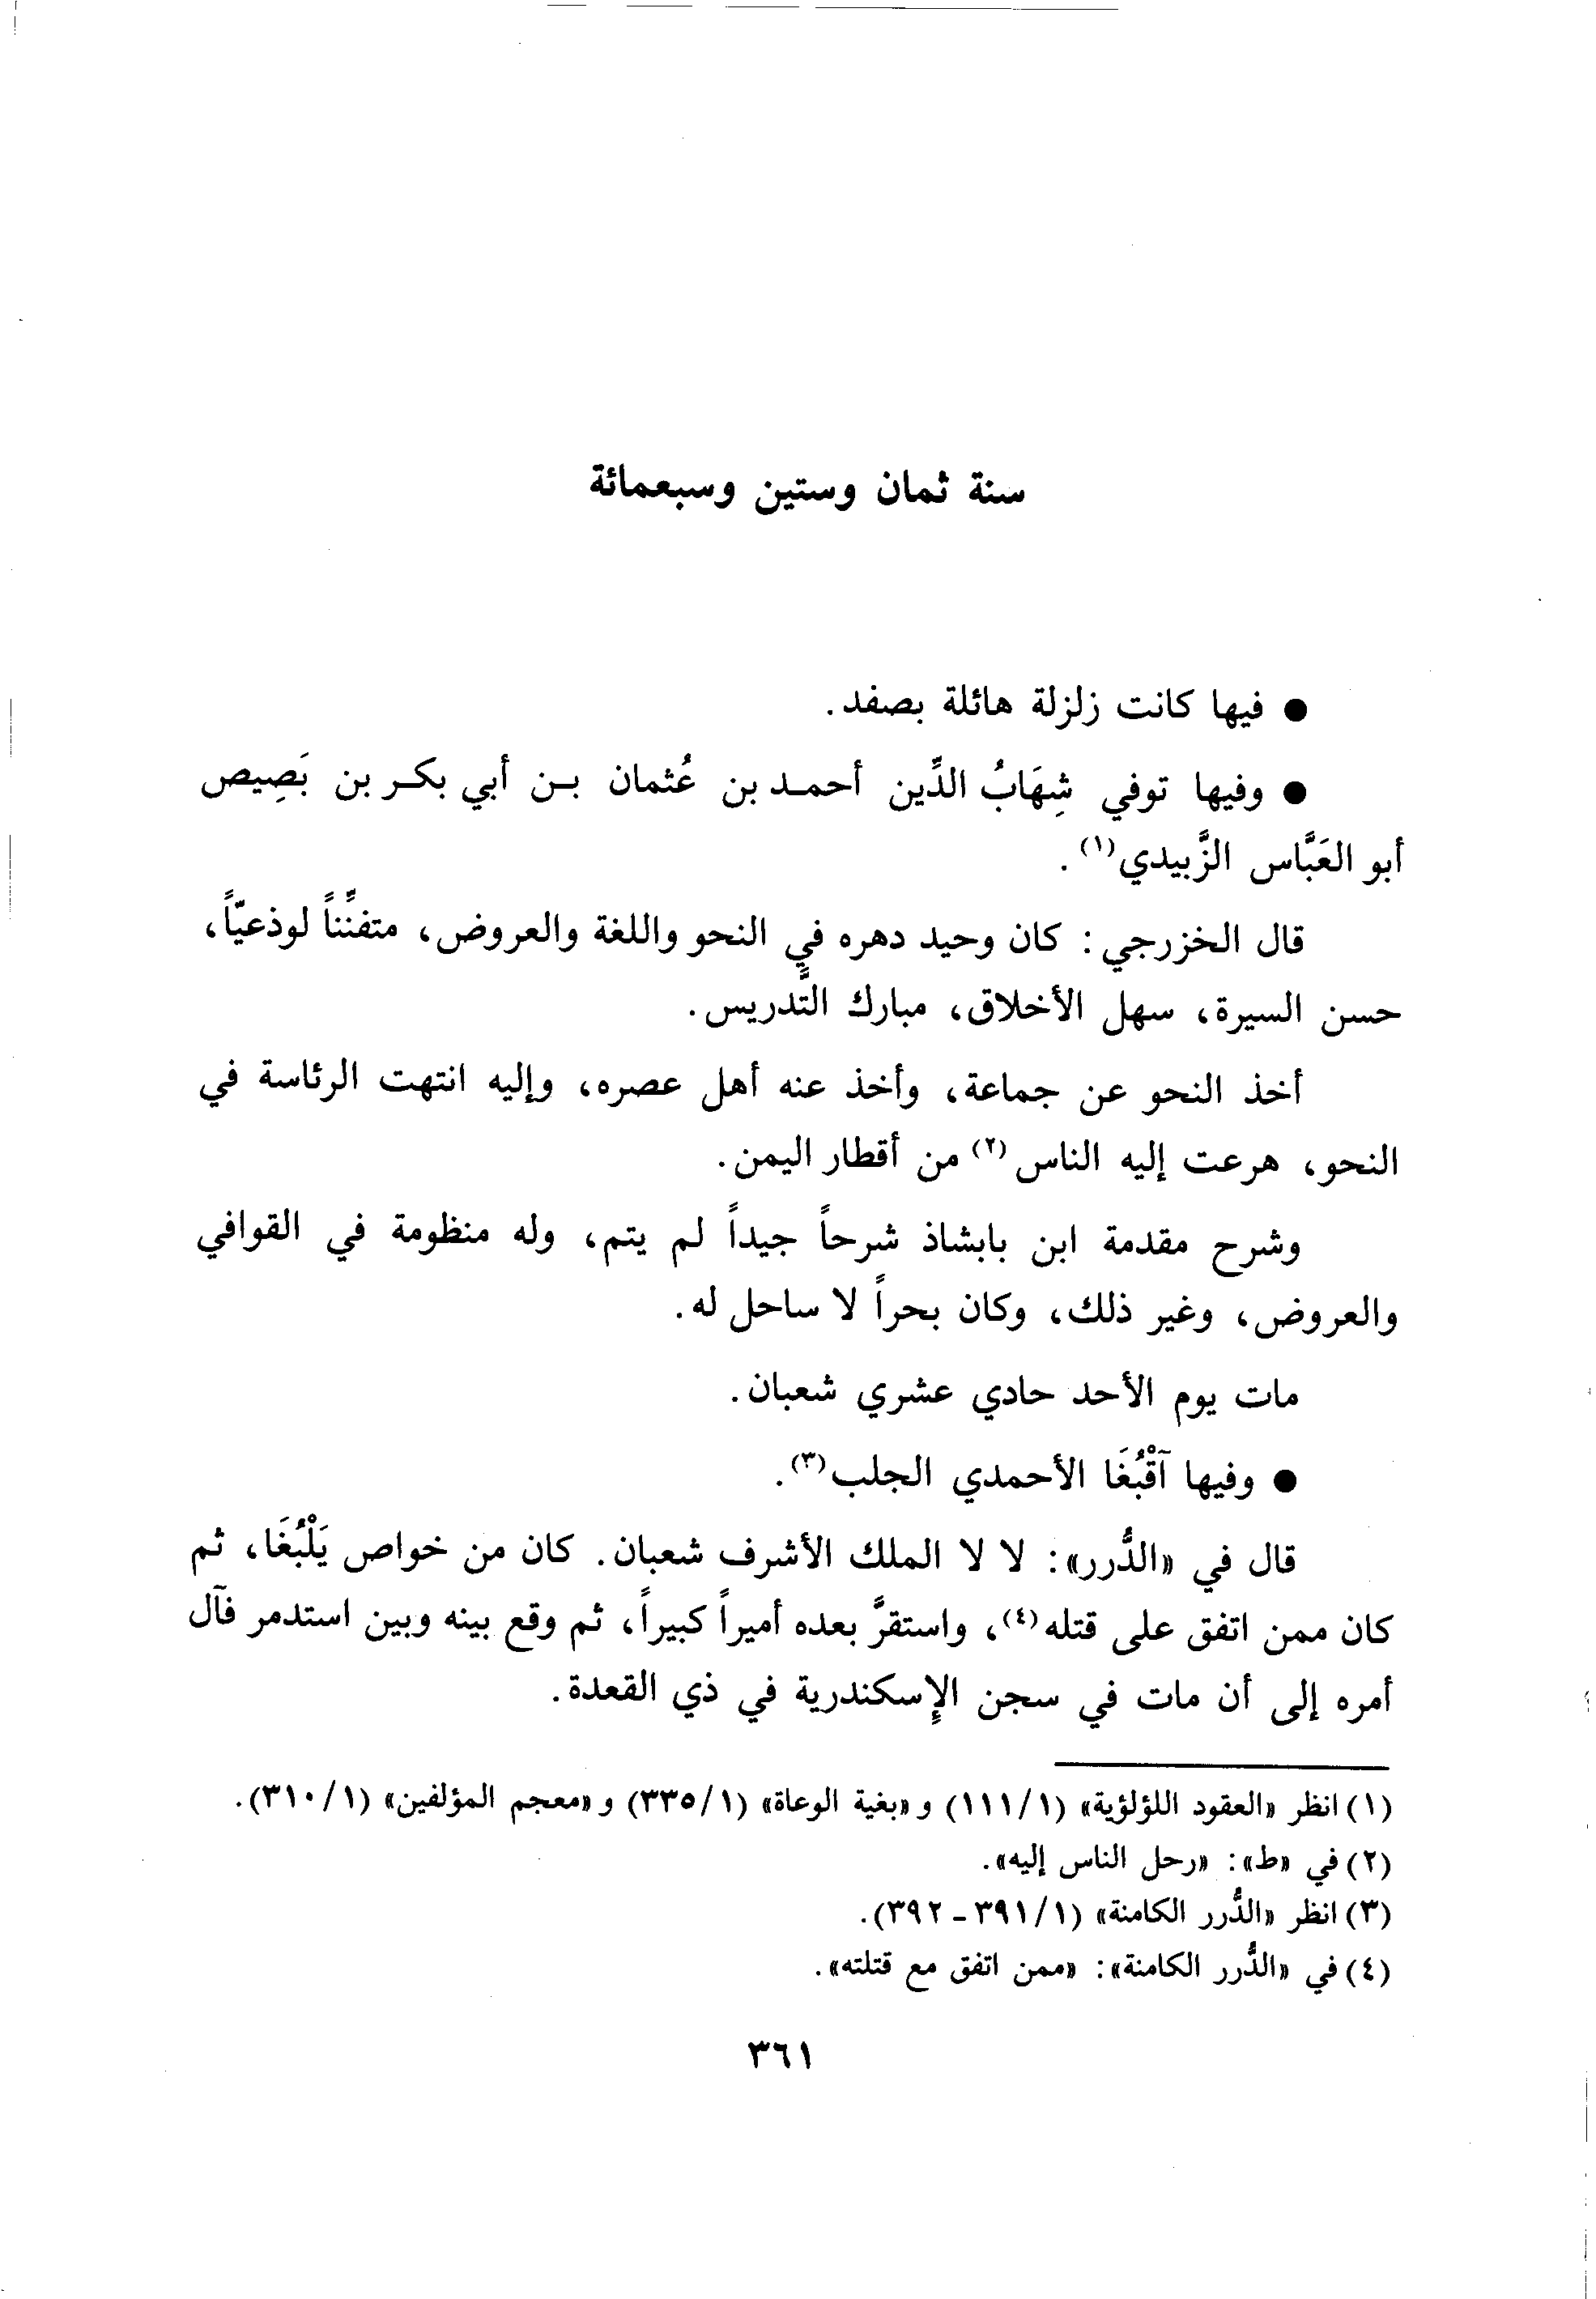 سنة ثمان وستين وسبعمائة
● فيها كانت زلزلة هائلة بصفد.
● وفيها توفي شِهَابُ الدِّين أحمـد بن عُثمان بـن أبي بكـر بن بَصِيص
أبو العَبَّاس الزَّبيدي(١).
قال الخزرجي: كان وحيد دهره في النحو واللغة والعروض، متفنِّناً لوذعيّاً،
حسن السيرة، سهل الأخلاق، مبارك التَّدريس.
أخذ النحو عن جماعة، وأخذ عنه أهل عصره، وإليه انتهت الرئاسة في
النحو، هرعت إليه الناس(٢) من أقطار اليمن.
وشرح مقدمة ابن بابشاذ شرحاً جيداً لم يتم، وله منظومة في القوافي
والعروض، وغير ذلك، وكان بحراً لا ساحل له.
مات يوم الأحد حادي عشري شعبان.
● وفيها آقْبُغَا الأحمدي الجلب(٣).
قال في «الدُّرر»: لا لا الملك الأشرف شعبان. كان من خواص يَلْبُغَا، ثم
كان ممن اتفق على قتله(٤)، واستقرَّ بعده أميراً كبيراً، ثم وقع بينه وبين استدمر فآل
أمره إلى أن مات في سجن الإسكندرية في ذي القعدة.
(١) انظر «العقود اللؤلؤية» (١١١/١) و«بغية الوعاة» (٣٣٥/١) و«معجم المؤلفين» (٣١٠/١).
(٢) في «ط»: «رحل الناس إليه».
(٣) انظر «الدُّرر الكامنة» (٣٩١/١ - ٣٩٢).
(٤) في «الدُّرر الكامنة»: «ممن اتفق مع قتلته».
٣٦١